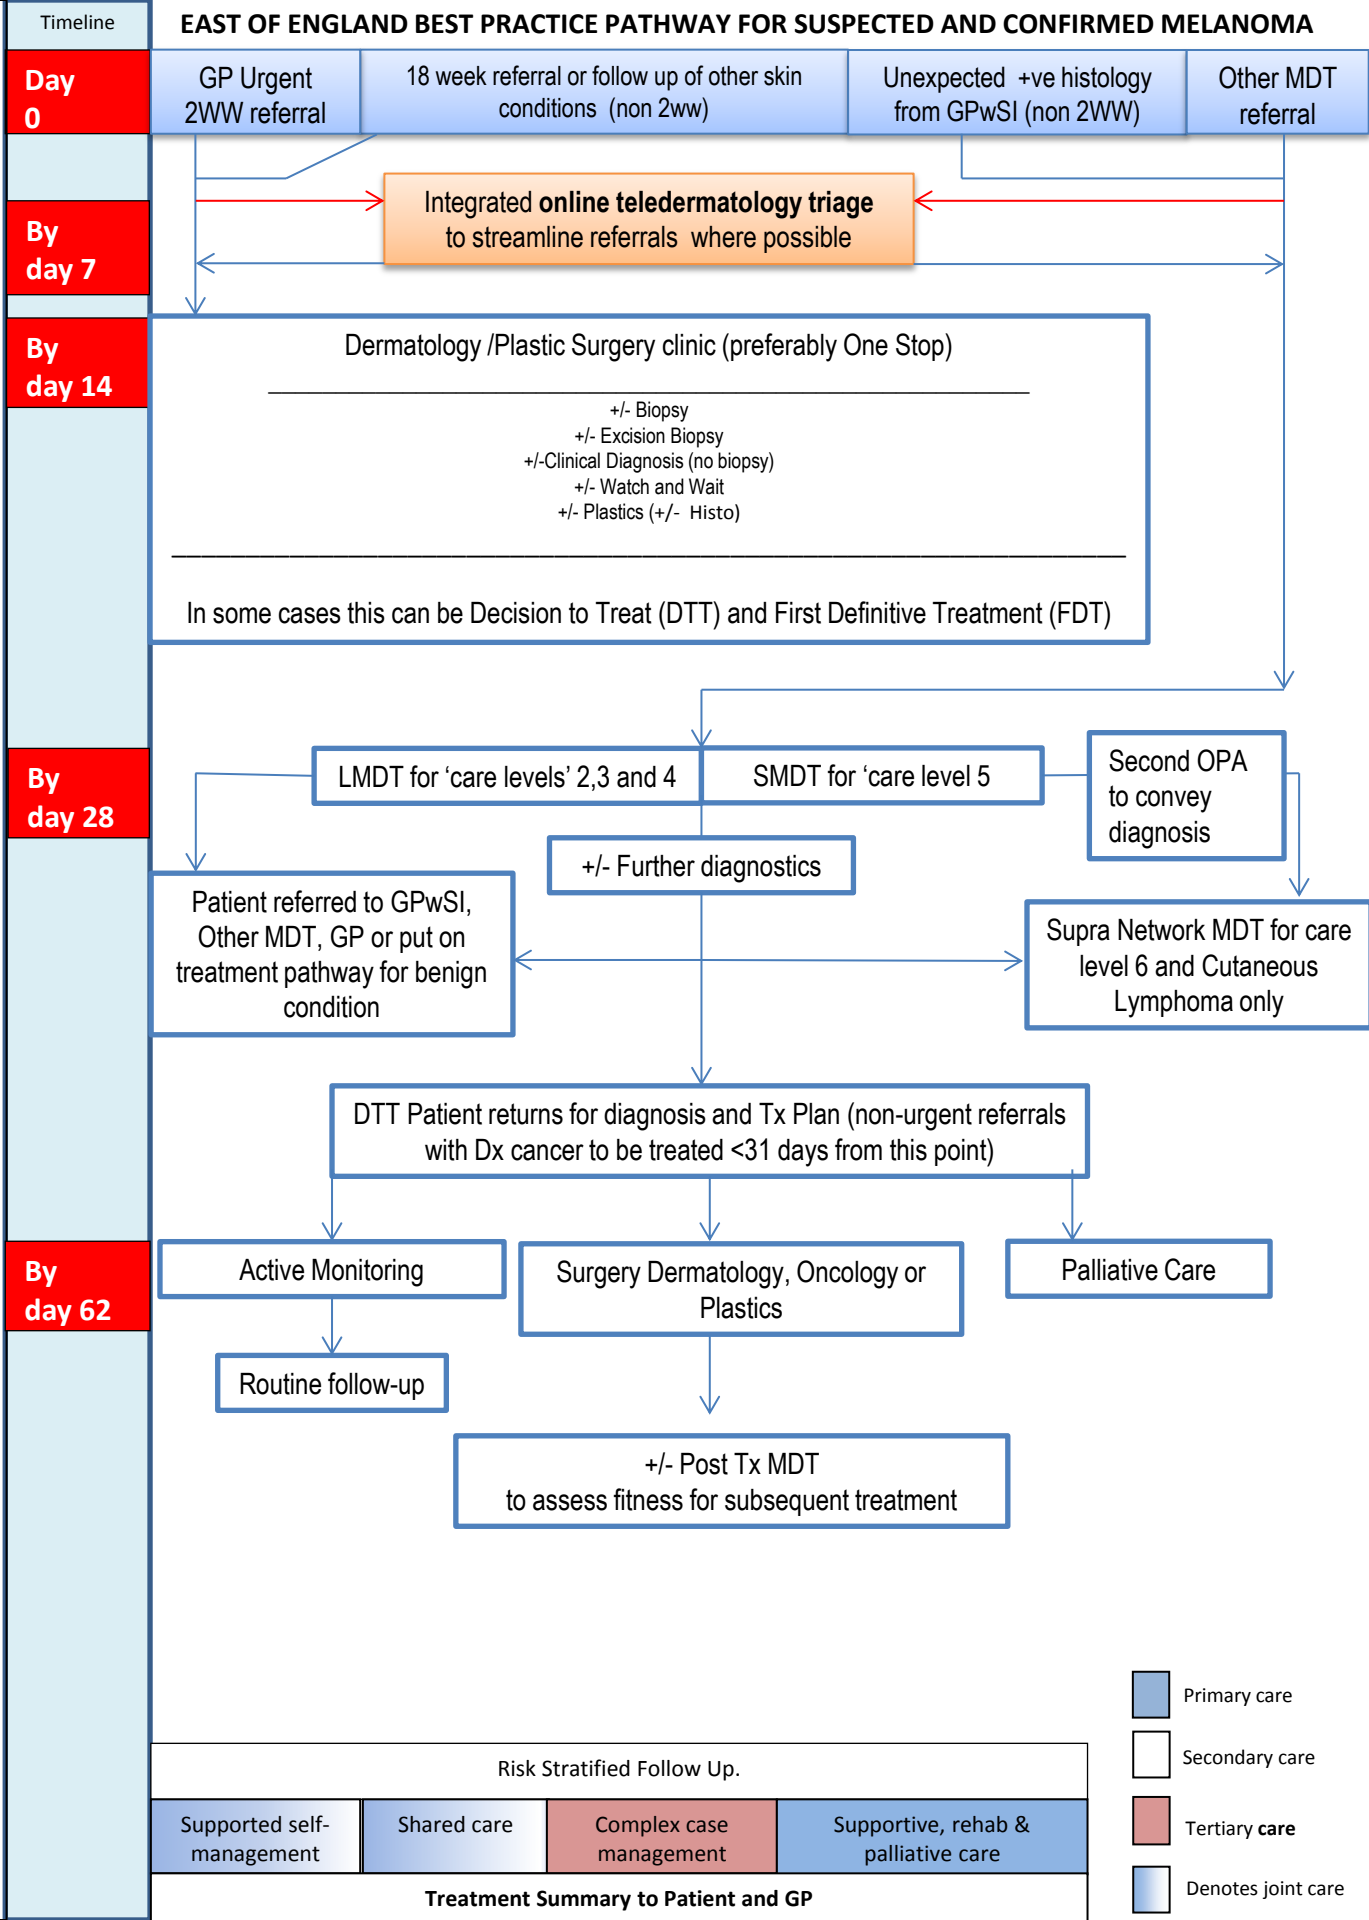 Timeline
EAST OF ENGLAND BEST PRACTICE PATHWAY FOR SUSPECTED AND CONFIRMED MELANOMA
Day
0
GP Urgent
2WW referral
18 week referral or follow up of other skin
conditions (non 2ww)
Unexpected +ve histology
from GPwSI (non 2WW)
Other MDT
referral
Integrated online teledermatology triage
to streamline referrals where possible
By
day 7
By
day 14
Dermatology /Plastic Surgery clinic (preferably One Stop)
+/- Biopsy
+/- Excision Biopsy
+/-Clinical Diagnosis (no biopsy)
+/- Watch and Wait
+/- Plastics (+/- Histo)
In some cases this can be Decision to Treat (DTT) and First Definitive Treatment (FDT)
By
day 28
LMDT for ‘care levels’ 2,3 and 4
SMDT for ‘care level 5
Second OPA
to convey
diagnosis
+/- Further diagnostics
Patient referred to GPwSI,
Other MDT, GP or put on
treatment pathway for benign
condition
Supra Network MDT for care
level 6 and Cutaneous
Lymphoma only
DTT Patient returns for diagnosis and Tx Plan (non-urgent referrals
with Dx cancer to be treated <31 days from this point)
By
day 62
Active Monitoring
Surgery Dermatology, Oncology or
Plastics
Palliative Care
Routine follow-up
+/- Post Tx MDT
to assess fitness for subsequent treatment
Primary care
Secondary care
Tertiary care
Denotes joint care
Risk Stratified Follow Up.
Supported self-
management
Shared care
Complex case
management
Supportive, rehab &
palliative care
Treatment Summary to Patient and GP